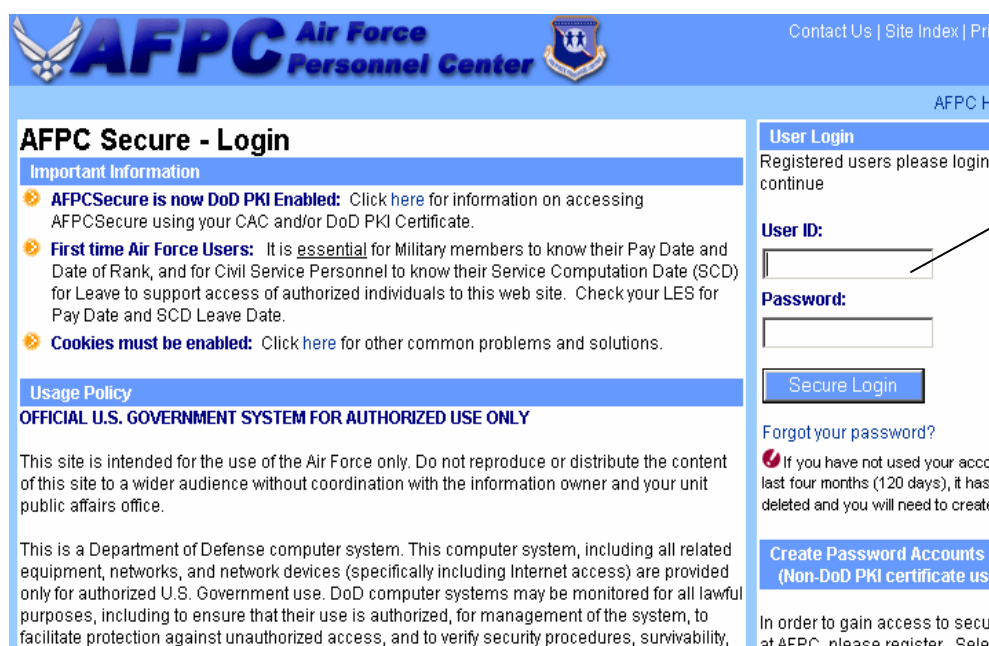 AFPC Air Force
Personnel Center
Contact Us | Site Index | Pri
AFPC H
AFPC Secure - Login
Important Information
AFPCSecure is now DoD PKI Enabled: Click here for information on accessing
AFPCSecure using your CAC and/or DoD PKI Certificate.
First time Air Force Users: It is essential for Military members to know their Pay Date and
Date of Rank, and for Civil Service Personnel to know their Service Computation Date (SCD)
for Leave to support access of authorized individuals to this web site. Check your LES for
Pay Date and SCD Leave Date.
Cookies must be enabled: Click here for other common problems and solutions.
Usage Policy
OFFICIAL U.S. GOVERNMENT SYSTEM FOR AUTHORIZED USE ONLY
This site is intended for the use of the Air Force only. Do not reproduce or distribute the content
of this site to a wider audience without coordination with the information owner and your unit
public affairs office.
This is a Department of Defense computer system. This computer system, including all related
equipment, networks, and network devices (specifically including Internet access) are provided
only for authorized U.S. Government use. DoD computer systems may be monitored for all lawful
purposes, including to ensure that their use is authorized, for management of the system, to
facilitate protection against unauthorized access, and to verify security procedures, survivability,
User Login
Registered users please login
continue
User ID:
Password:
Secure Login
Forgot your password?
If you have not used your acco
last four months (120 days), it has
deleted and you will need to create
Create Password Accounts
(Non-DoD PKI certificate us
In order to gain access to secu
at AFPC, please register. Sele